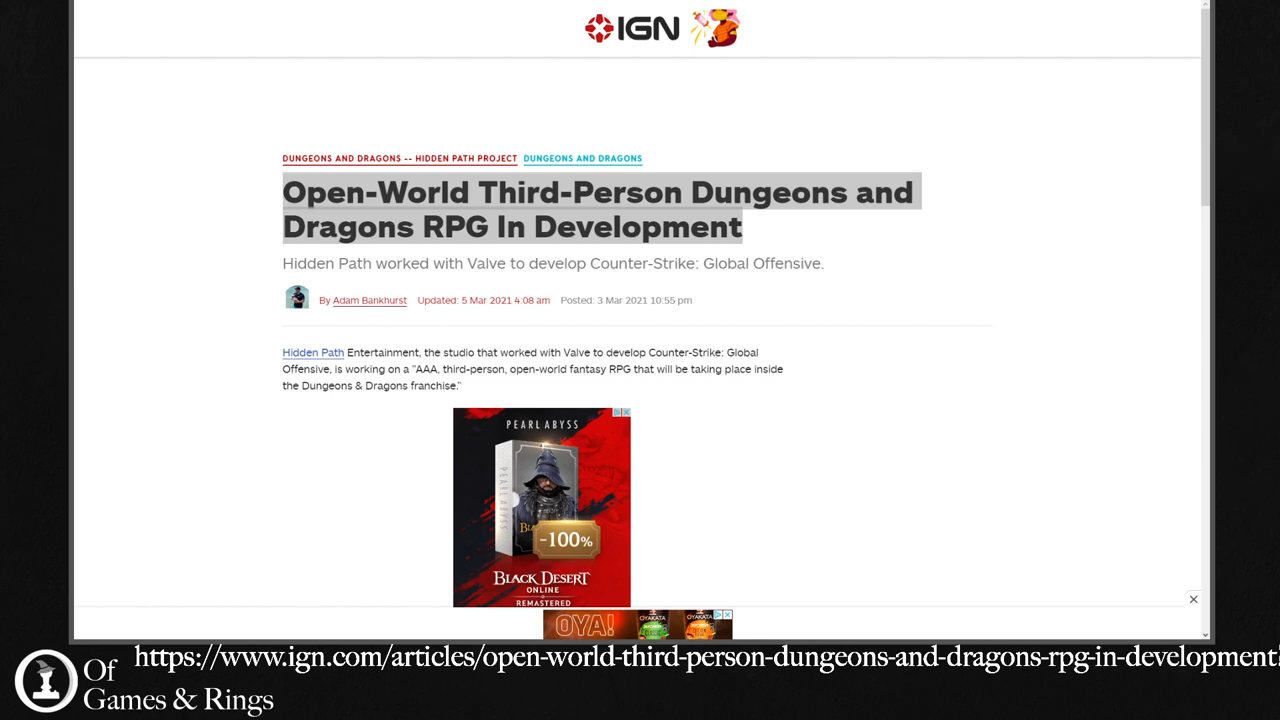 IGN
DUNGEONS AND DRAGONS -- HIDDEN PATH PROJECT DUNGEONS AND DRAGONS
Open-World Third-Person Dungeons and
Dragons RPG In Development
Hidden Path worked with Valve to develop Counter-Strike: Global Offensive.
By Adam Bankhurst Updated: 5 Mar 2021 4:08 am Posted: 3 Mar 2021 10:55 pm
Hidden Path Entertainment, the studio that worked with Valve to develop Counter-Strike: Global
Offensive, is working on a "AAA, third-person, open-world fantasy RPG that will be taking place inside
the Dungeons & Dragons franchise."
PEARL ABYSS
PEARL ABYSS
-100%
BLACK DESERT
ONLINE
REMASTERED
OYA!
OYAKATA
OYAKATA
https://www.ign.com/articles/open-world-third-person-dungeons-and-dragons-rpg-in-development
Of
Games & Rings